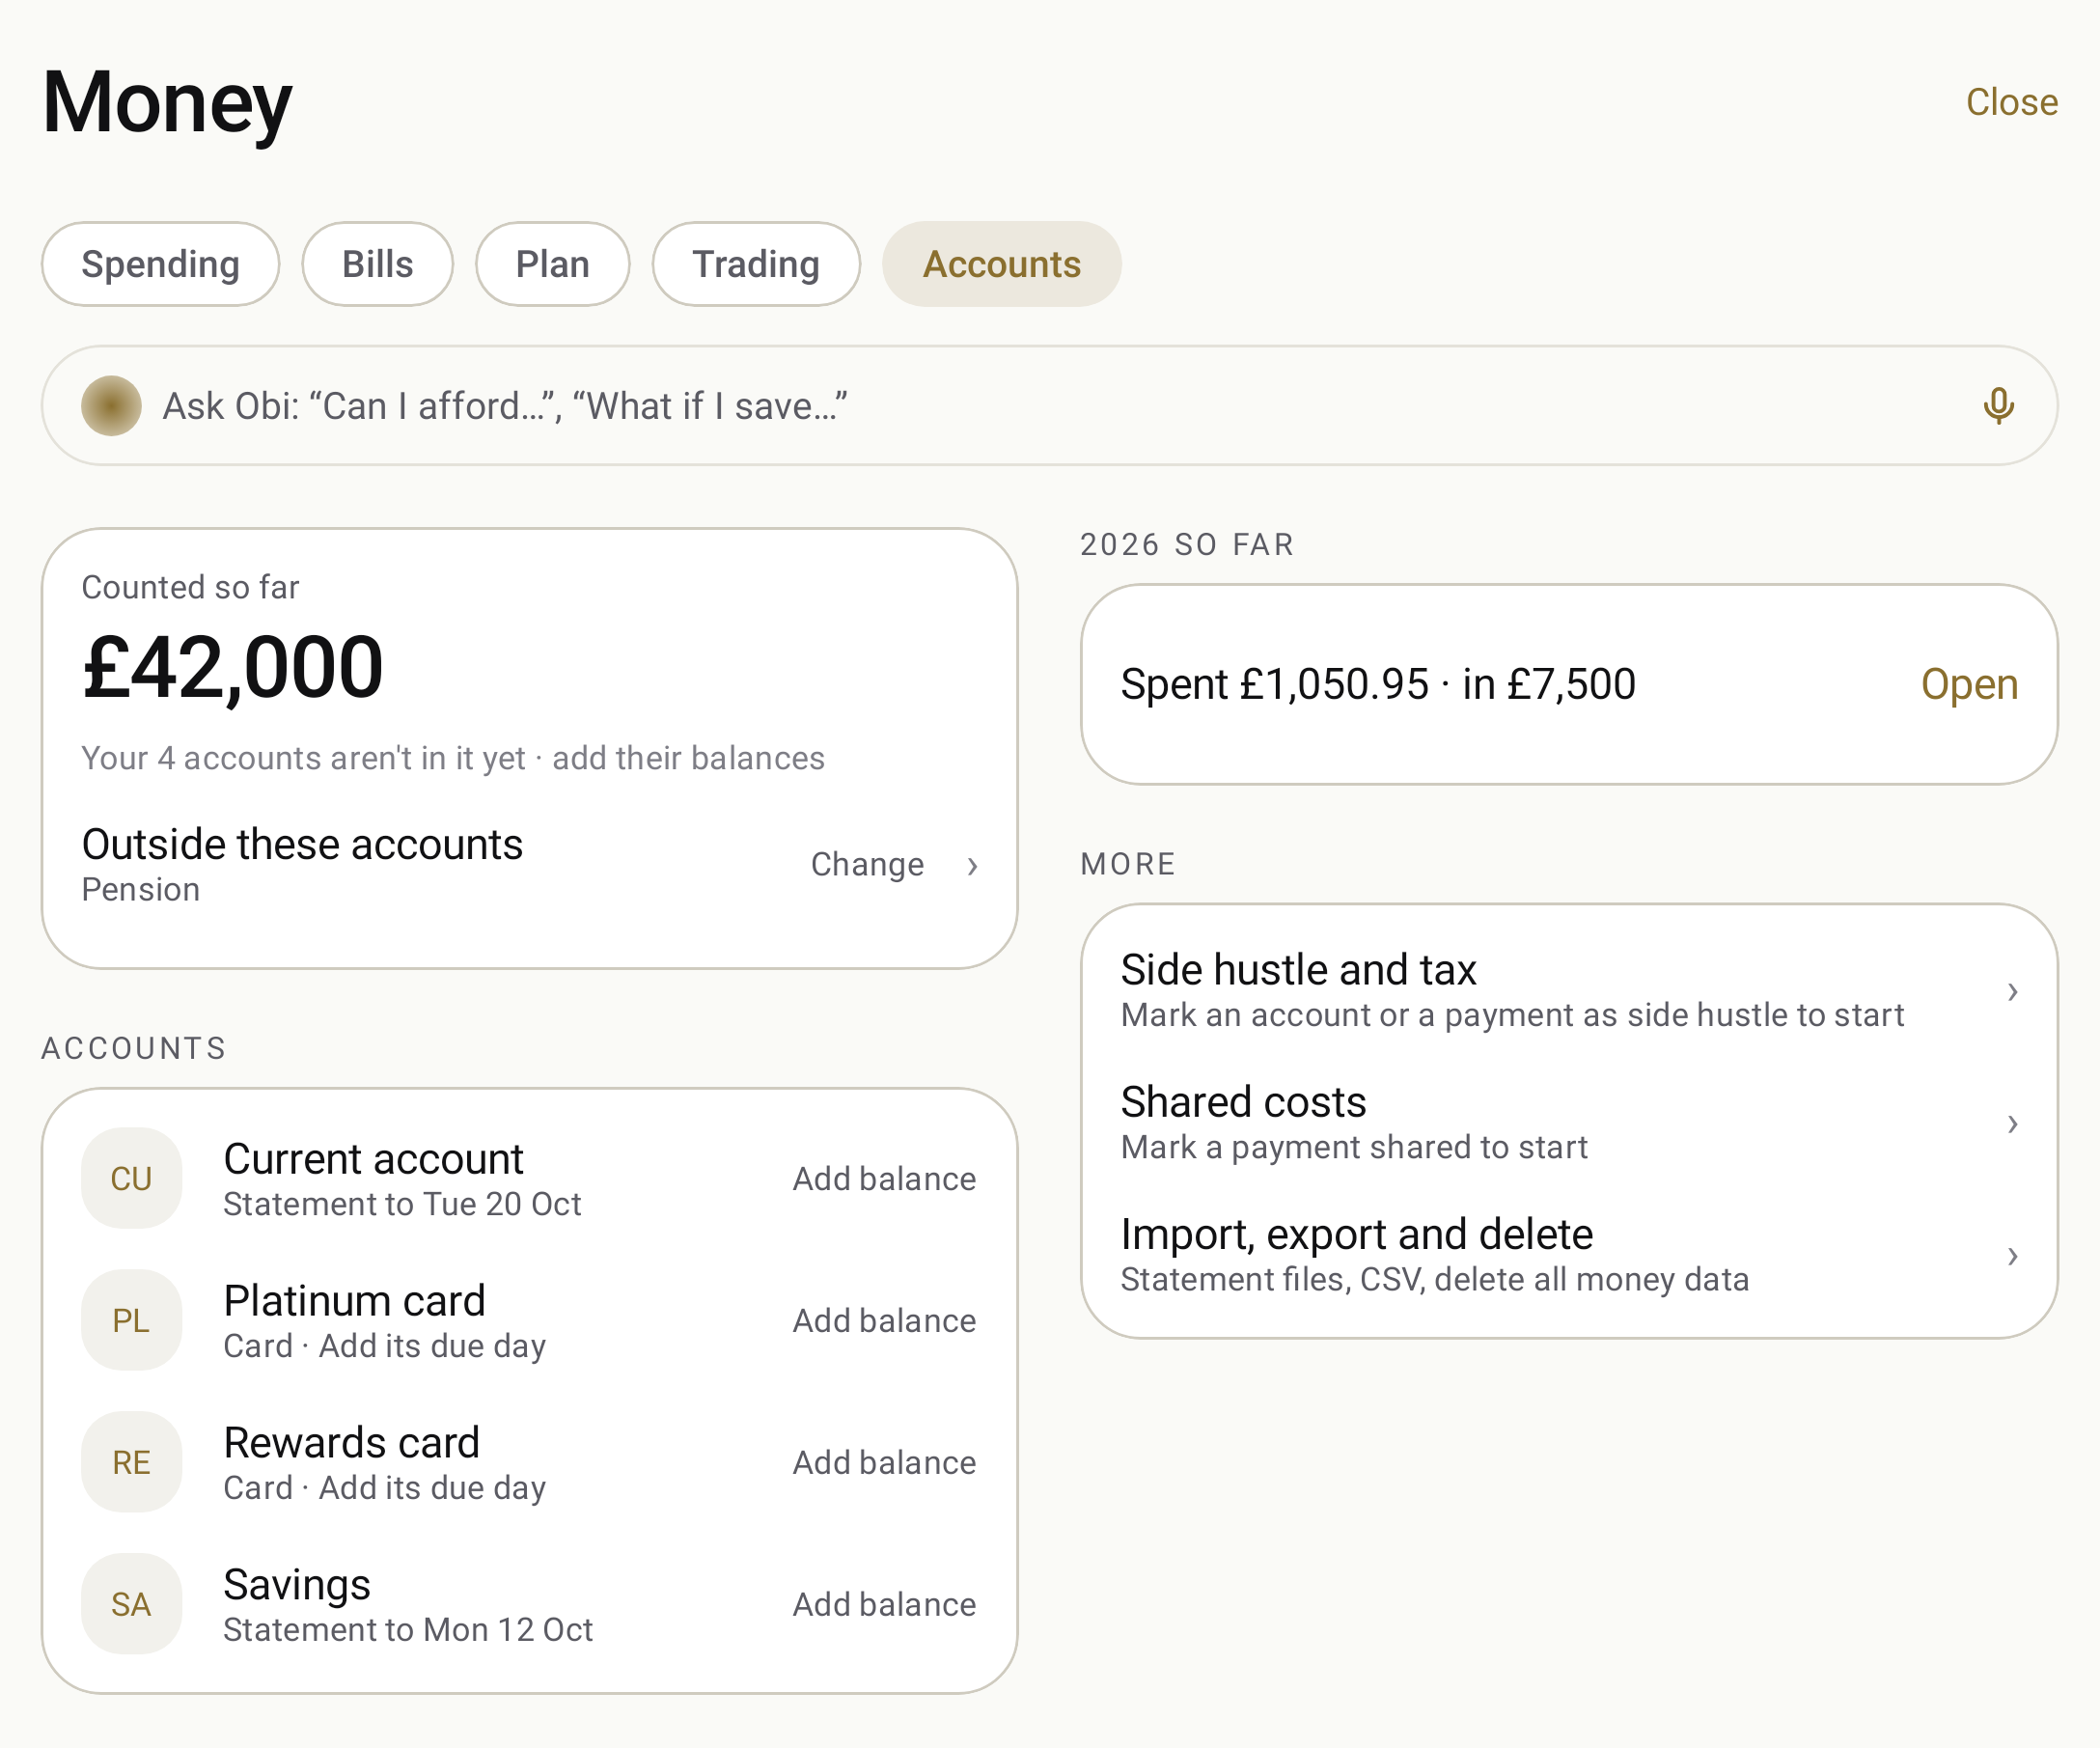 Money
Close
Spending
Bills
Plan
Trading
Accounts
Ask Obi: “Can I afford…”, “What if I save…”
Counted so far
£42,000
Your 4 accounts aren't in it yet · add their balances
Outside these accounts
Pension
Change ›
ACCOUNTS
CU
Current account
Statement to Tue 20 Oct
Add balance
PL
Platinum card
Card · Add its due day
Add balance
RE
Rewards card
Card · Add its due day
Add balance
SA
Savings
Statement to Mon 12 Oct
Add balance
2026 SO FAR
Spent £1,050.95 · in £7,500
Open
MORE
Side hustle and tax
Mark an account or a payment as side hustle to start
›
Shared costs
Mark a payment shared to start
›
Import, export and delete
Statement files, CSV, delete all money data
›